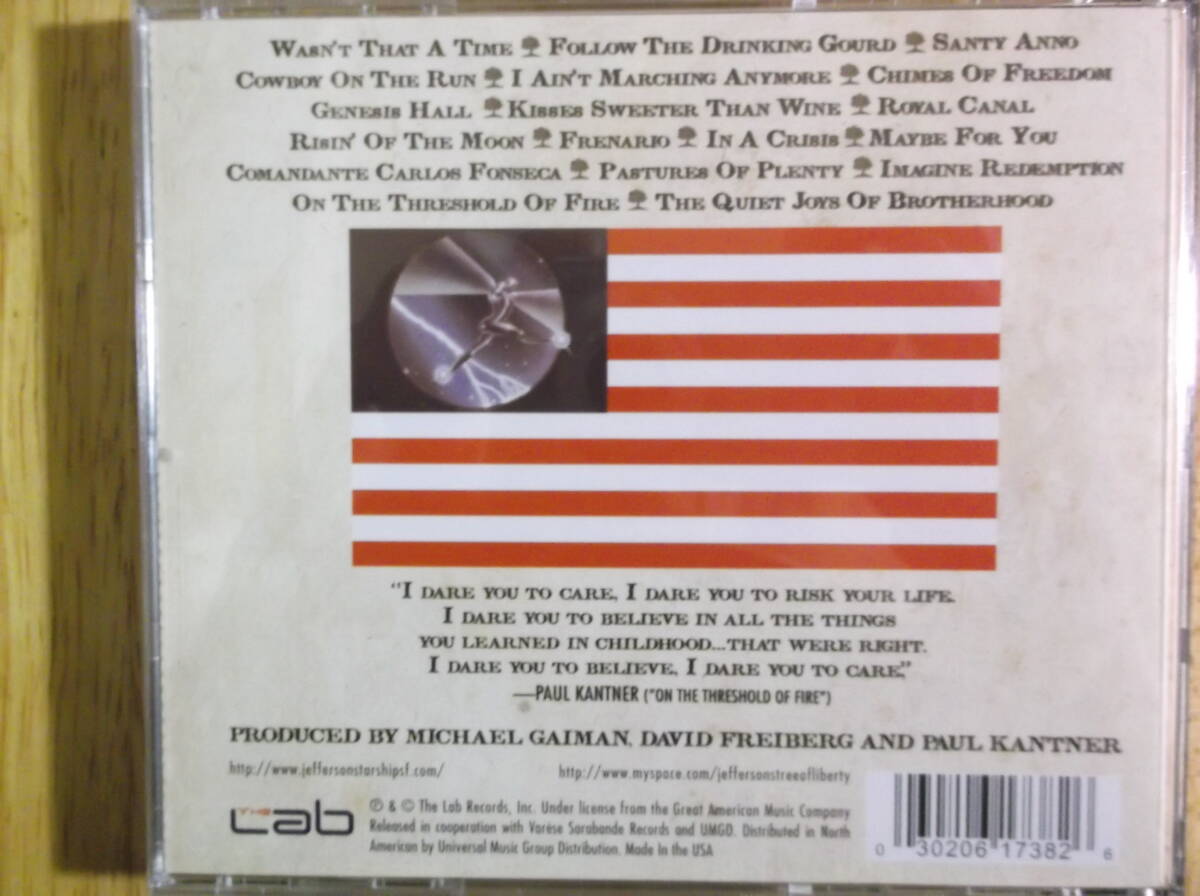 WASN'T THAT A TIME FOLLOW THE DRINKING GOURD SANTY ANNO
COWBOY ON THE RUN I AIN'T MARCHING ANYMORE CHIMES OF FREEDOM
GENESIS HALL KISSES SWEETER THAN WINE ROYAL CANAL
RISIN' OF THE MOON FRENARIO IN A CRISIS MAYBE FOR YOU
COMANDANTE CARLOS FONSECA PASTURES OF PLENTY IMAGINE REDEMPTION
ON THE THRESHOLD OF FIRE THE QUIET JOYS OF BROTHERHOOD
"I DARE YOU TO CARE, I DARE YOU TO RISK YOUR LIFE.
I DARE YOU TO BELIEVE IN ALL THE THINGS
YOU LEARNED IN CHILDHOOD...THAT WERE RIGHT.
I DARE YOU TO BELIEVE, I DARE YOU TO CARE."
—PAUL KANTNER ("ON THE THRESHOLD OF FIRE")
PRODUCED BY MICHAEL GAIMAN, DAVID FREIBERG AND PAUL KANTNER
http://www.jeffersonstarshipsf.com/ http://www.myspace.com/jeffersonstreeofliberty
THE Lab
℗ & © The Lab Records, Inc. Under license from the Great American Music Company
Released in cooperation with Varèse Sarabande Records and UMGD. Distributed in North
American by Universal Music Group Distribution. Made In the USA
0 30206 17382 6